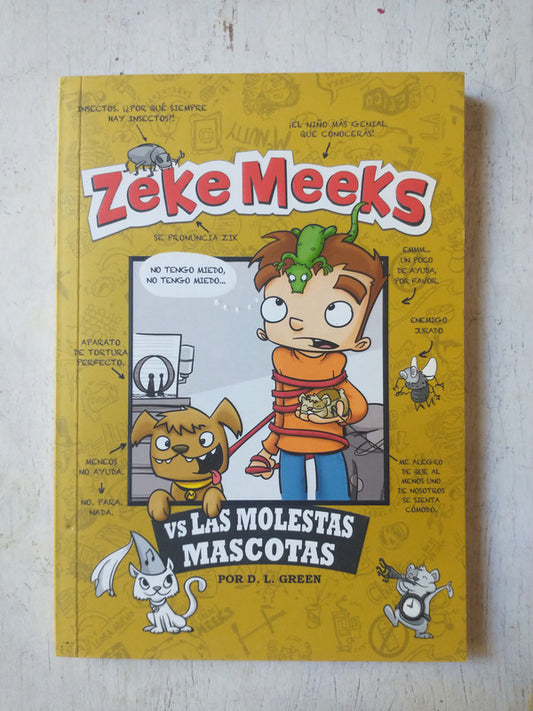 INSECTOS. ¡¿POR QUÉ SIEMPRE
HAY INSECTOS?!
¡EL NIÑO MÁS GENIAL
QUE CONOCERÁS!
Zeke Meeks
SE PRONUNCIA ZIK
NO TENGO MIEDO,
NO TENGO MIEDO...
EMMM...
UN POCO
DE AYUDA,
POR FAVOR.
ENEMIGO
JURADO
APARATO
DE TORTURA
PERFECTO.
MENEOS
NO AYUDA.
NO. PARA.
NADA.
ME ALEGRO
DE QUE AL
MENOS UNO
DE NOSOTROS
SE SIENTA
CÓMODO.
VS LAS MOLESTAS
MASCOTAS
POR D. L. GREEN